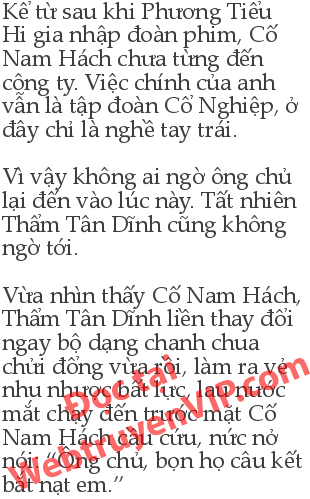 Kể từ sau khi Phương Tiểu
Hi gia nhập đoàn phim, Cố
Nam Hách chưa từng đến
công ty. Việc chính của anh
vẫn là tập đoàn Cổ Nghiệp, ở
đây chỉ là nghề tay trái.

Vì vậy không ai ngờ ông chủ
lại đến vào lúc này. Tất nhiên
Thẩm Tân Dĩnh cũng không
ngờ tới.

Vừa nhìn thấy Cố Nam Hách,
Thẩm Tân Dĩnh liền thay đổi
ngay bộ dạng chanh chua
chửi đổng vừa rồi, làm ra vẻ
nhu nhược bất lực, lau nước
mắt chạy đến trước mặt Cố
Nam Hách cầu cứu, nức nở
nói: “Ông chủ, bọn họ câu kết
bắt nạt em.”
Đọc tại
WebtruyenVIP.com